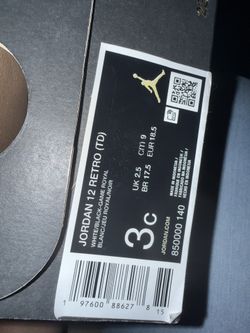 JORDAN 12 RETRO (TD)
WHITE/BLACK-GAME ROYAL
BLANC/JEU ROYAL/NOIR
3C
UK 2.5 CM 9
BR 17.5 EUR 18.5
JORDAN.COM
850000 140
1 97600 88627 8
15